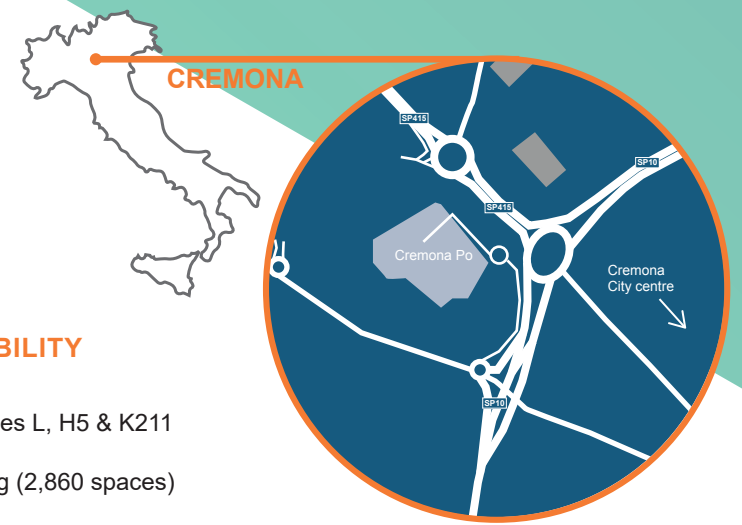 CREMONA
SP415
SP10
SP415
Cremona Po
Cremona
City centre
SP10
BILITY
es L, H5 & K211
g (2,860 spaces)